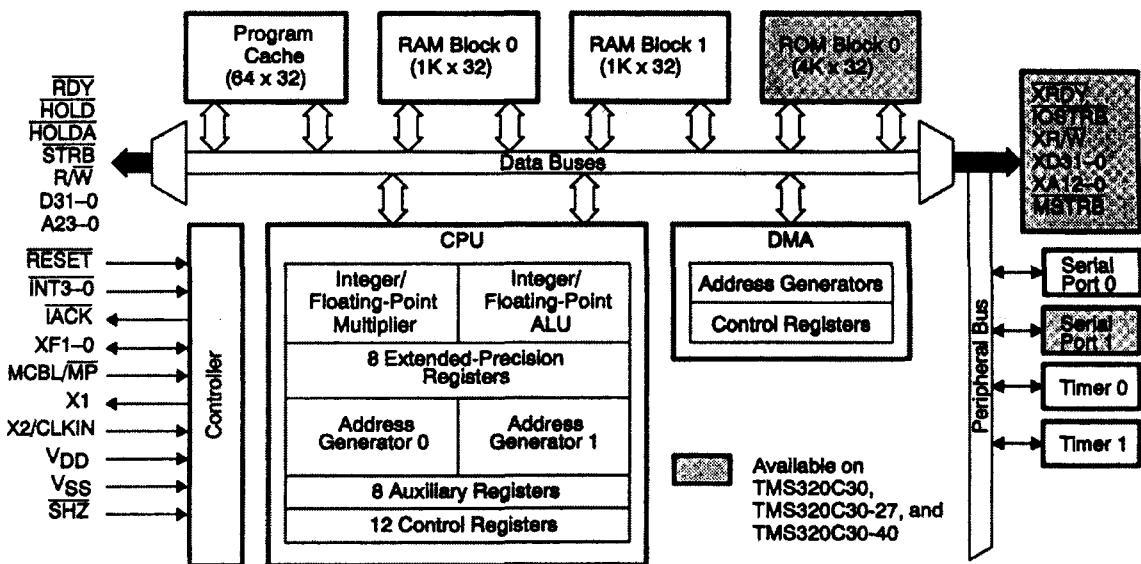 Program
Cache
(64 x 32)
RAM Block 0
(1K x 32)
RAM Block 1
(1K x 32)
ROM Block 0
(4K x 32)
RDY
HOLD
HOLDA
STRB
R/W
D31–0
A23–0
Data Buses
XRDY
IOSTRB
XR/W
XD31–0
XA12–0
MSTRB
RESET
INT3–0
IACK
XF1–0
MCBL/MP
X1
X2/CLKIN
VDD
VSS
SHZ
Controller
CPU
Integer/
Floating-Point
Multiplier
Integer/
Floating-Point
ALU
8 Extended-Precision
Registers
Address
Generator 0
Address
Generator 1
8 Auxiliary Registers
12 Control Registers
DMA
Address Generators
Control Registers
Peripheral Bus
Serial
Port 0
Serial
Port 1
Timer 0
Timer 1
Available on
TMS320C30,
TMS320C30-27, and
TMS320C30-40